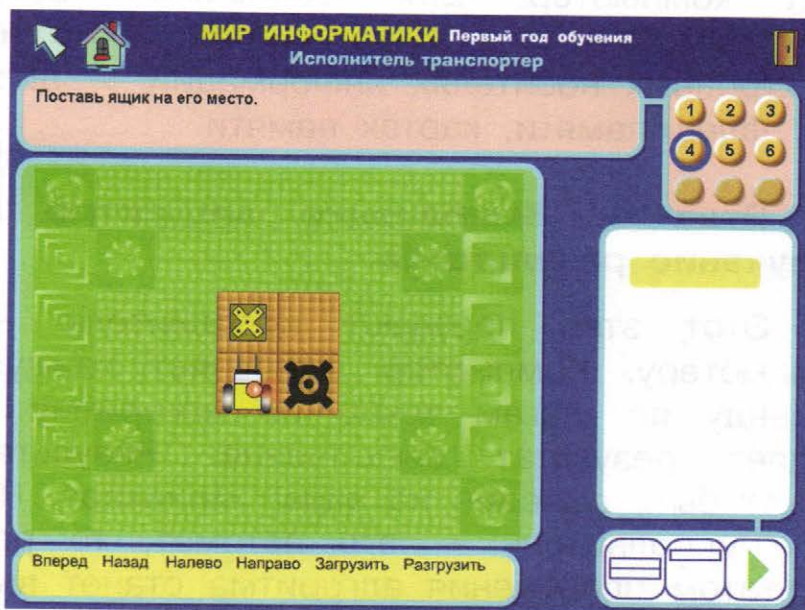 МИР ИНФОРМАТИКИ Первый год обучения
Исполнитель транспортер
Поставь ящик на его место.
1 2 3
4 5 6
Вперед Назад Налево Направо Загрузить Разгрузить